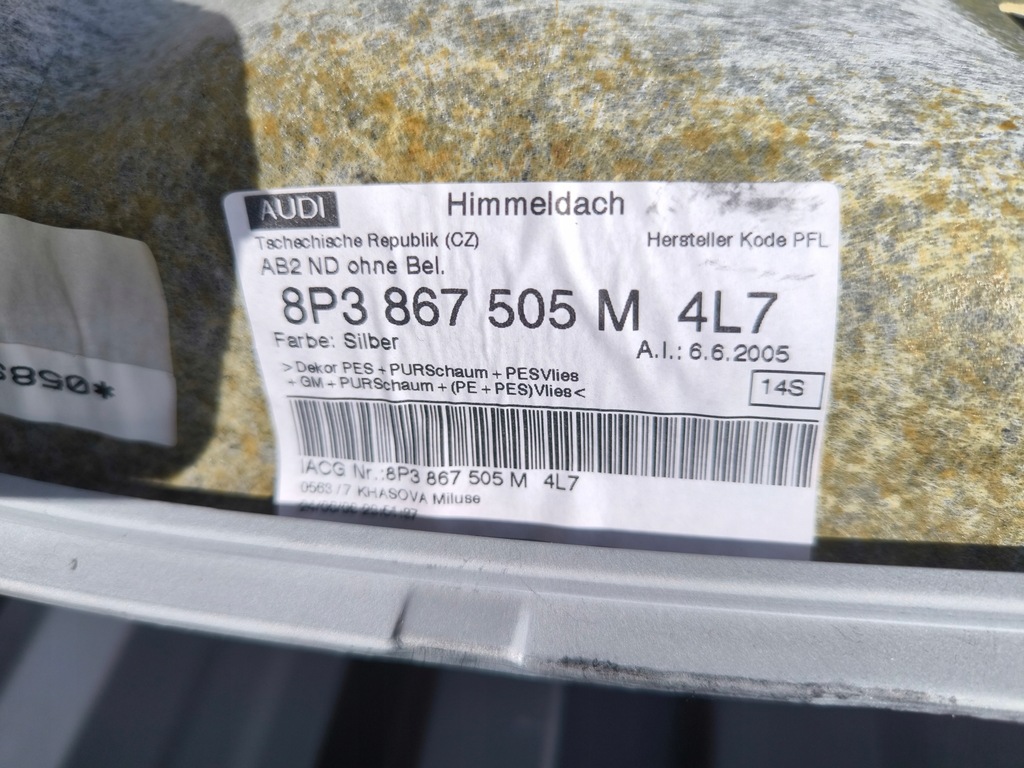 AUDI
Himmeldach
Tschechische Republik (CZ)
Hersteller Kode PFL
AB2 ND ohne Bel.
8P3 867 505 M 4L7
Farbe: Silber
A.I.: 6.6.2005
>Dekor PES+PURSchaum+PESVlies
+GM+PURSchaum+(PE+PES)Vlies<
14S
IACG Nr.:8P3 867 505 M 4L7
0563/7 KHASOVA Miluse